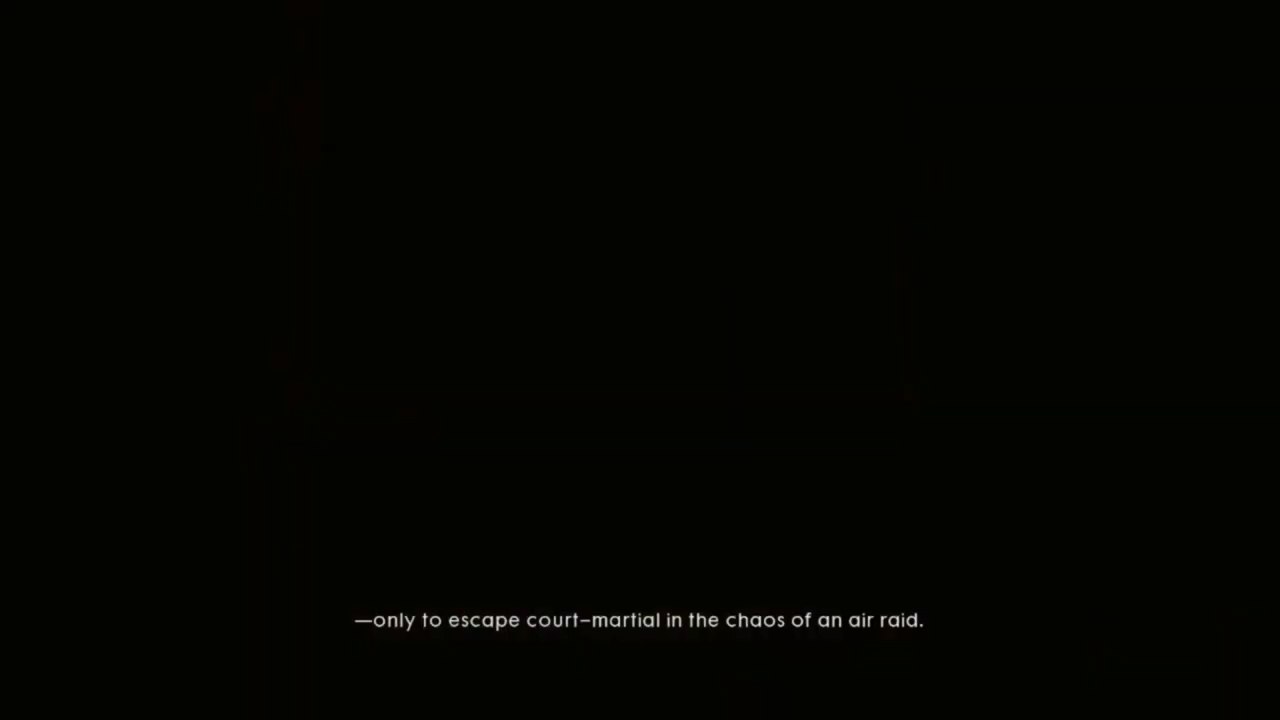 —only to escape court-martial in the chaos of an air raid.